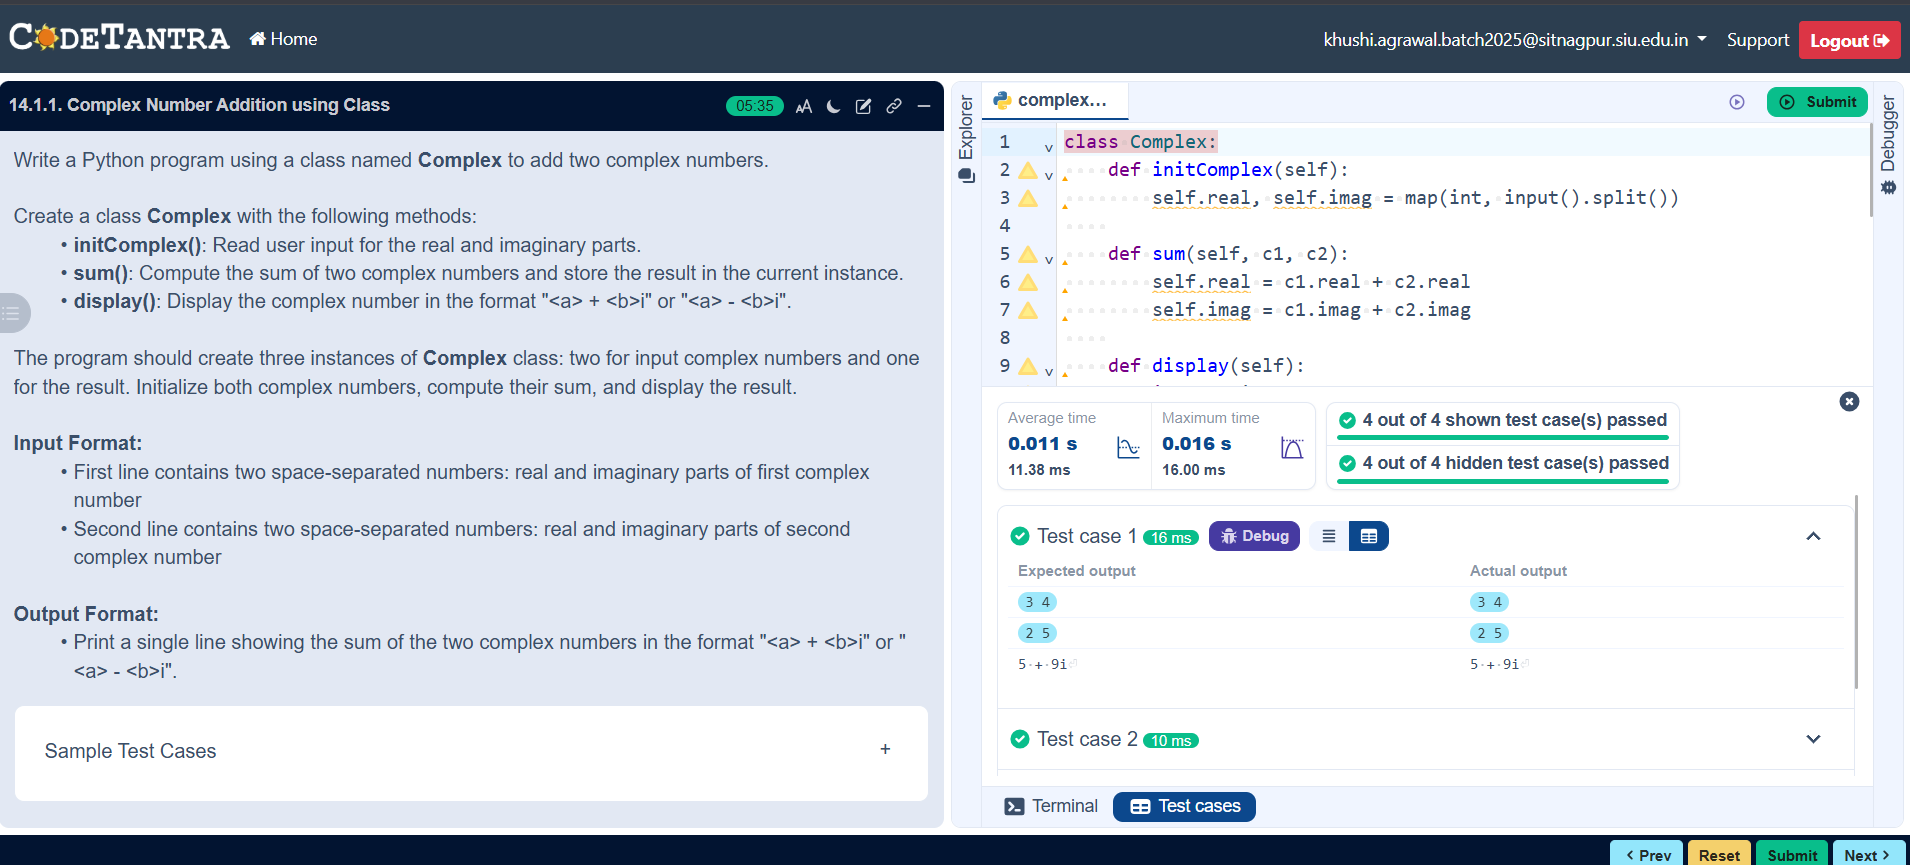 CODETANTRA
Home
khushi.agrawal.batch2025@sitnagpur.siu.edu.in
Support
Logout
14.1.1. Complex Number Addition using Class
05:35
AA
Write a Python program using a class named Complex to add two complex numbers.
Create a class Complex with the following methods:
• initComplex(): Read user input for the real and imaginary parts.
• sum(): Compute the sum of two complex numbers and store the result in the current instance.
• display(): Display the complex number in the format "<a> + <b>i" or "<a> - <b>i".
The program should create three instances of Complex class: two for input complex numbers and one
for the result. Initialize both complex numbers, compute their sum, and display the result.
Input Format:
• First line contains two space-separated numbers: real and imaginary parts of first complex
number
• Second line contains two space-separated numbers: real and imaginary parts of second
complex number
Output Format:
• Print a single line showing the sum of the two complex numbers in the format "<a> + <b>i" or "
<a> - <b>i".
Sample Test Cases
+
Explorer
complex...
Submit
Debugger
1 class Complex:
2     def initComplex(self):
3         self.real, self.imag = map(int, input().split())
4
5     def sum(self, c1, c2):
6         self.real = c1.real + c2.real
7         self.imag = c1.imag + c2.imag
8
9     def display(self):
Average time
0.011 s
11.38 ms
Maximum time
0.016 s
16.00 ms
4 out of 4 shown test case(s) passed
4 out of 4 hidden test case(s) passed
Test case 1 16 ms Debug
Expected output Actual output
3 4 3 4
2 5 2 5
5·+·9i 5·+·9i
Test case 2 10 ms
Terminal
Test cases
< Prev
Reset
Submit
Next >